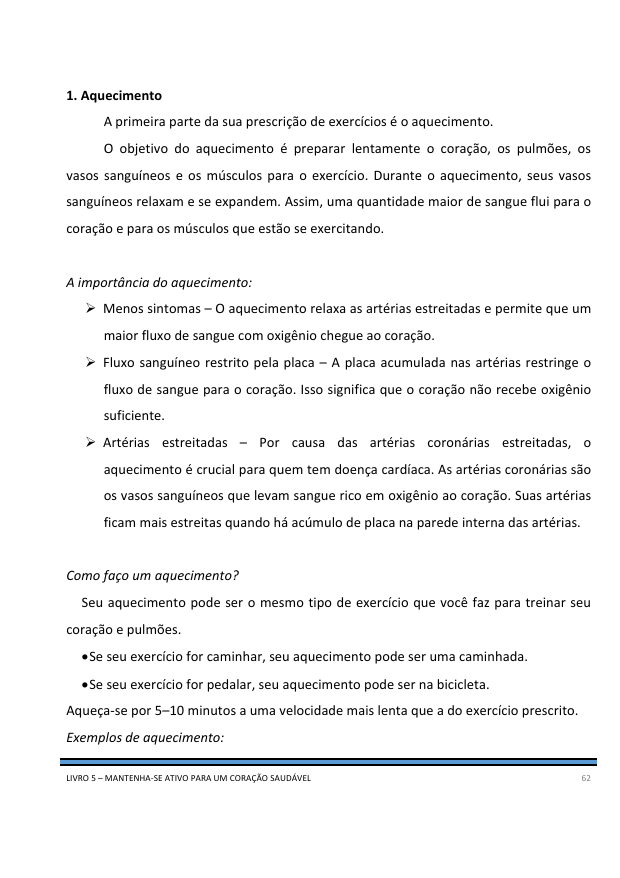 1. Aquecimento
A primeira parte da sua prescrição de exercícios é o aquecimento.
O objetivo do aquecimento é preparar lentamente o coração, os pulmões, os
vasos sanguíneos e os músculos para o exercício. Durante o aquecimento, seus vasos
sanguíneos relaxam e se expandem. Assim, uma quantidade maior de sangue flui para o
coração e para os músculos que estão se exercitando.
A importância do aquecimento:
➢ Menos sintomas – O aquecimento relaxa as artérias estreitadas e permite que um
maior fluxo de sangue com oxigênio chegue ao coração.
➢ Fluxo sanguíneo restrito pela placa – A placa acumulada nas artérias restringe o
fluxo de sangue para o coração. Isso significa que o coração não recebe oxigênio
suficiente.
➢ Artérias estreitadas – Por causa das artérias coronárias estreitadas, o
aquecimento é crucial para quem tem doença cardíaca. As artérias coronárias são
os vasos sanguíneos que levam sangue rico em oxigênio ao coração. Suas artérias
ficam mais estreitas quando há acúmulo de placa na parede interna das artérias.
Como faço um aquecimento?
Seu aquecimento pode ser o mesmo tipo de exercício que você faz para treinar seu
coração e pulmões.
•Se seu exercício for caminhar, seu aquecimento pode ser uma caminhada.
•Se seu exercício for pedalar, seu aquecimento pode ser na bicicleta.
Aqueça-se por 5–10 minutos a uma velocidade mais lenta que a do exercício prescrito.
Exemplos de aquecimento:
LIVRO 5 – MANTENHA-SE ATIVO PARA UM CORAÇÃO SAUDÁVEL 62